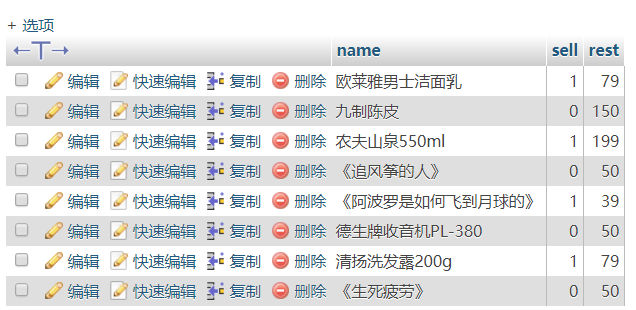 + 选项
←T→ name sell rest
编辑 快速编辑 复制 删除 欧莱雅男士洁面乳 1 79
编辑 快速编辑 复制 删除 九制陈皮 0 150
编辑 快速编辑 复制 删除 农夫山泉550ml 1 199
编辑 快速编辑 复制 删除 《追风筝的人》 0 50
编辑 快速编辑 复制 删除 《阿波罗是如何飞到月球的》 1 39
编辑 快速编辑 复制 删除 德生牌收音机PL-380 0 50
编辑 快速编辑 复制 删除 清扬洗发露200g 1 79
编辑 快速编辑 复制 删除 《生死疲劳》 0 50